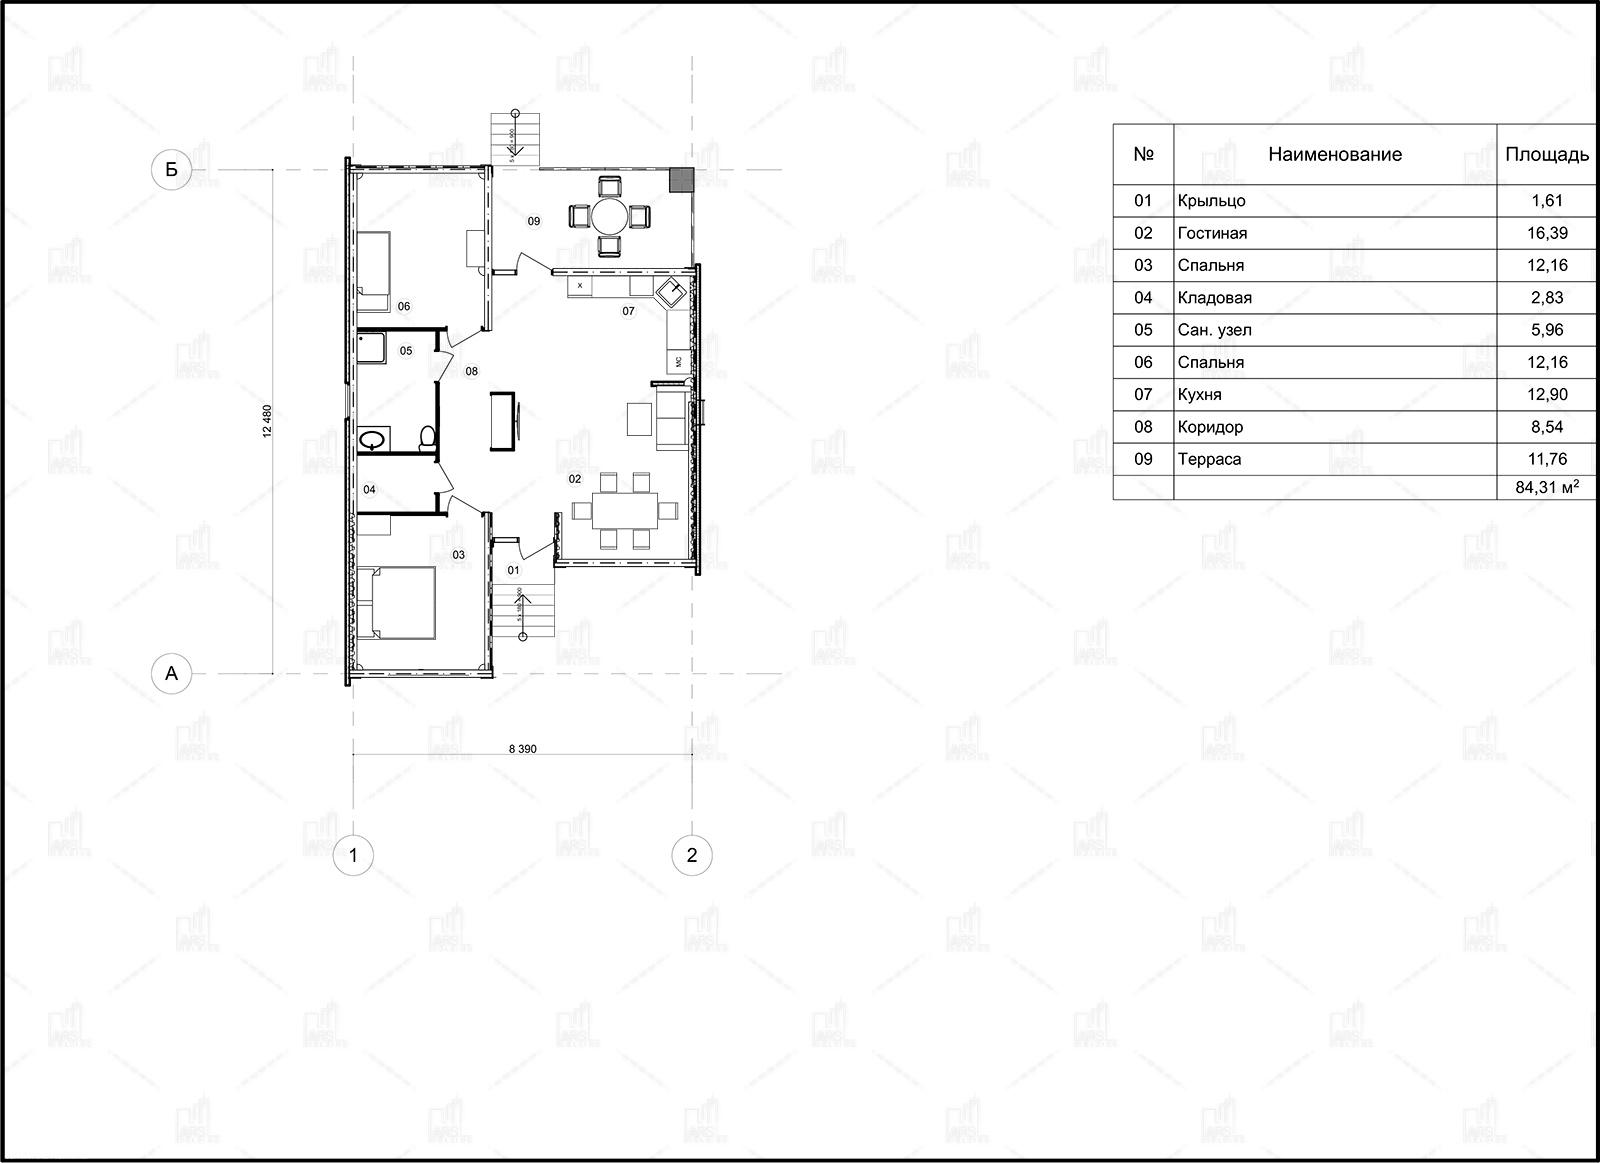 № Наименование Площадь
01 Крыльцо 1,61
02 Гостиная 16,39
03 Спальня 12,16
04 Кладовая 2,83
05 Сан. узел 5,96
06 Спальня 12,16
07 Кухня 12,90
08 Коридор 8,54
09 Терраса 11,76
84,31 м²
Б
09
X
07
06
05
08
МС
12 480
02
04
03
01
А
8 390
1
2